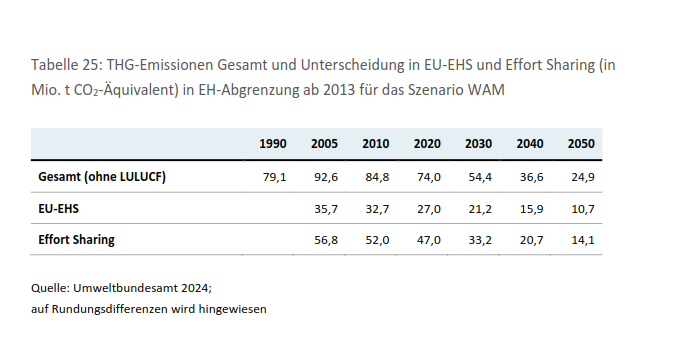 Tabelle 25: THG-Emissionen Gesamt und Unterscheidung in EU-EHS und Effort Sharing (in
Mio. t CO₂-Äquivalent) in EH-Abgrenzung ab 2013 für das Szenario WAM
1990 2005 2010 2020 2030 2040 2050
Gesamt (ohne LULUCF) 79,1 92,6 84,8 74,0 54,4 36,6 24,9
EU-EHS 35,7 32,7 27,0 21,2 15,9 10,7
Effort Sharing 56,8 52,0 47,0 33,2 20,7 14,1
Quelle: Umweltbundesamt 2024;
auf Rundungsdifferenzen wird hingewiesen